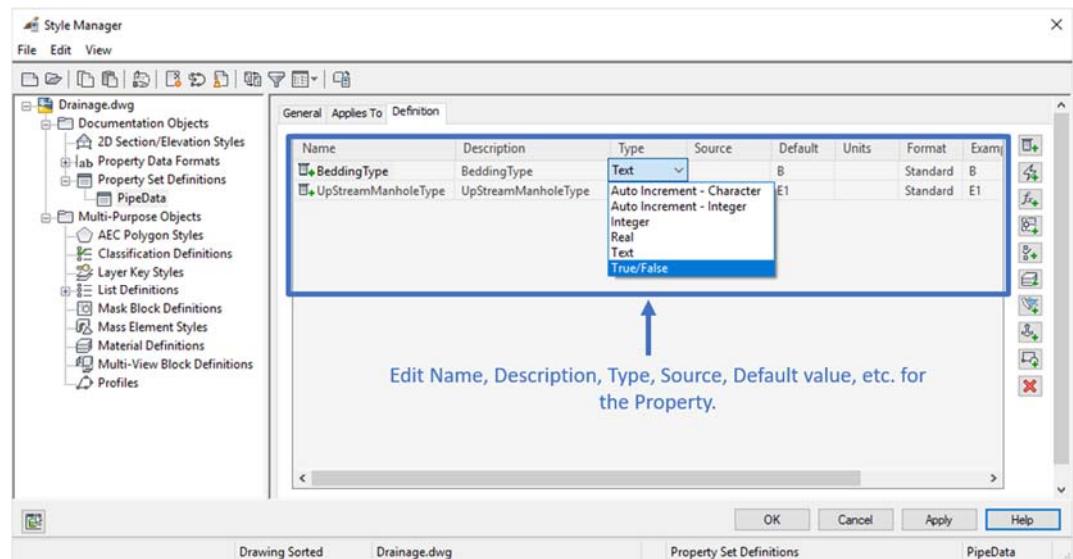 Style Manager
File Edit View
Drainage.dwg
Documentation Objects
2D Section/Elevation Styles
Property Data Formats
Property Set Definitions
PipeData
Multi-Purpose Objects
AEC Polygon Styles
Classification Definitions
Layer Key Styles
List Definitions
Mask Block Definitions
Mass Element Styles
Material Definitions
Multi-View Block Definitions
Profiles
General Applies To Definition
Name Description Type Source Default Units Format Examp
BeddingType BeddingType Text B Standard B
UpStreamManholeType UpStreamManholeType E1 Standard E1
Auto Increment - Character
Auto Increment - Integer
Integer
Real
Text
True/False
Edit Name, Description, Type, Source, Default value, etc. for
the Property.
OK Cancel Apply Help
Drawing Sorted Drainage.dwg Property Set Definitions PipeData